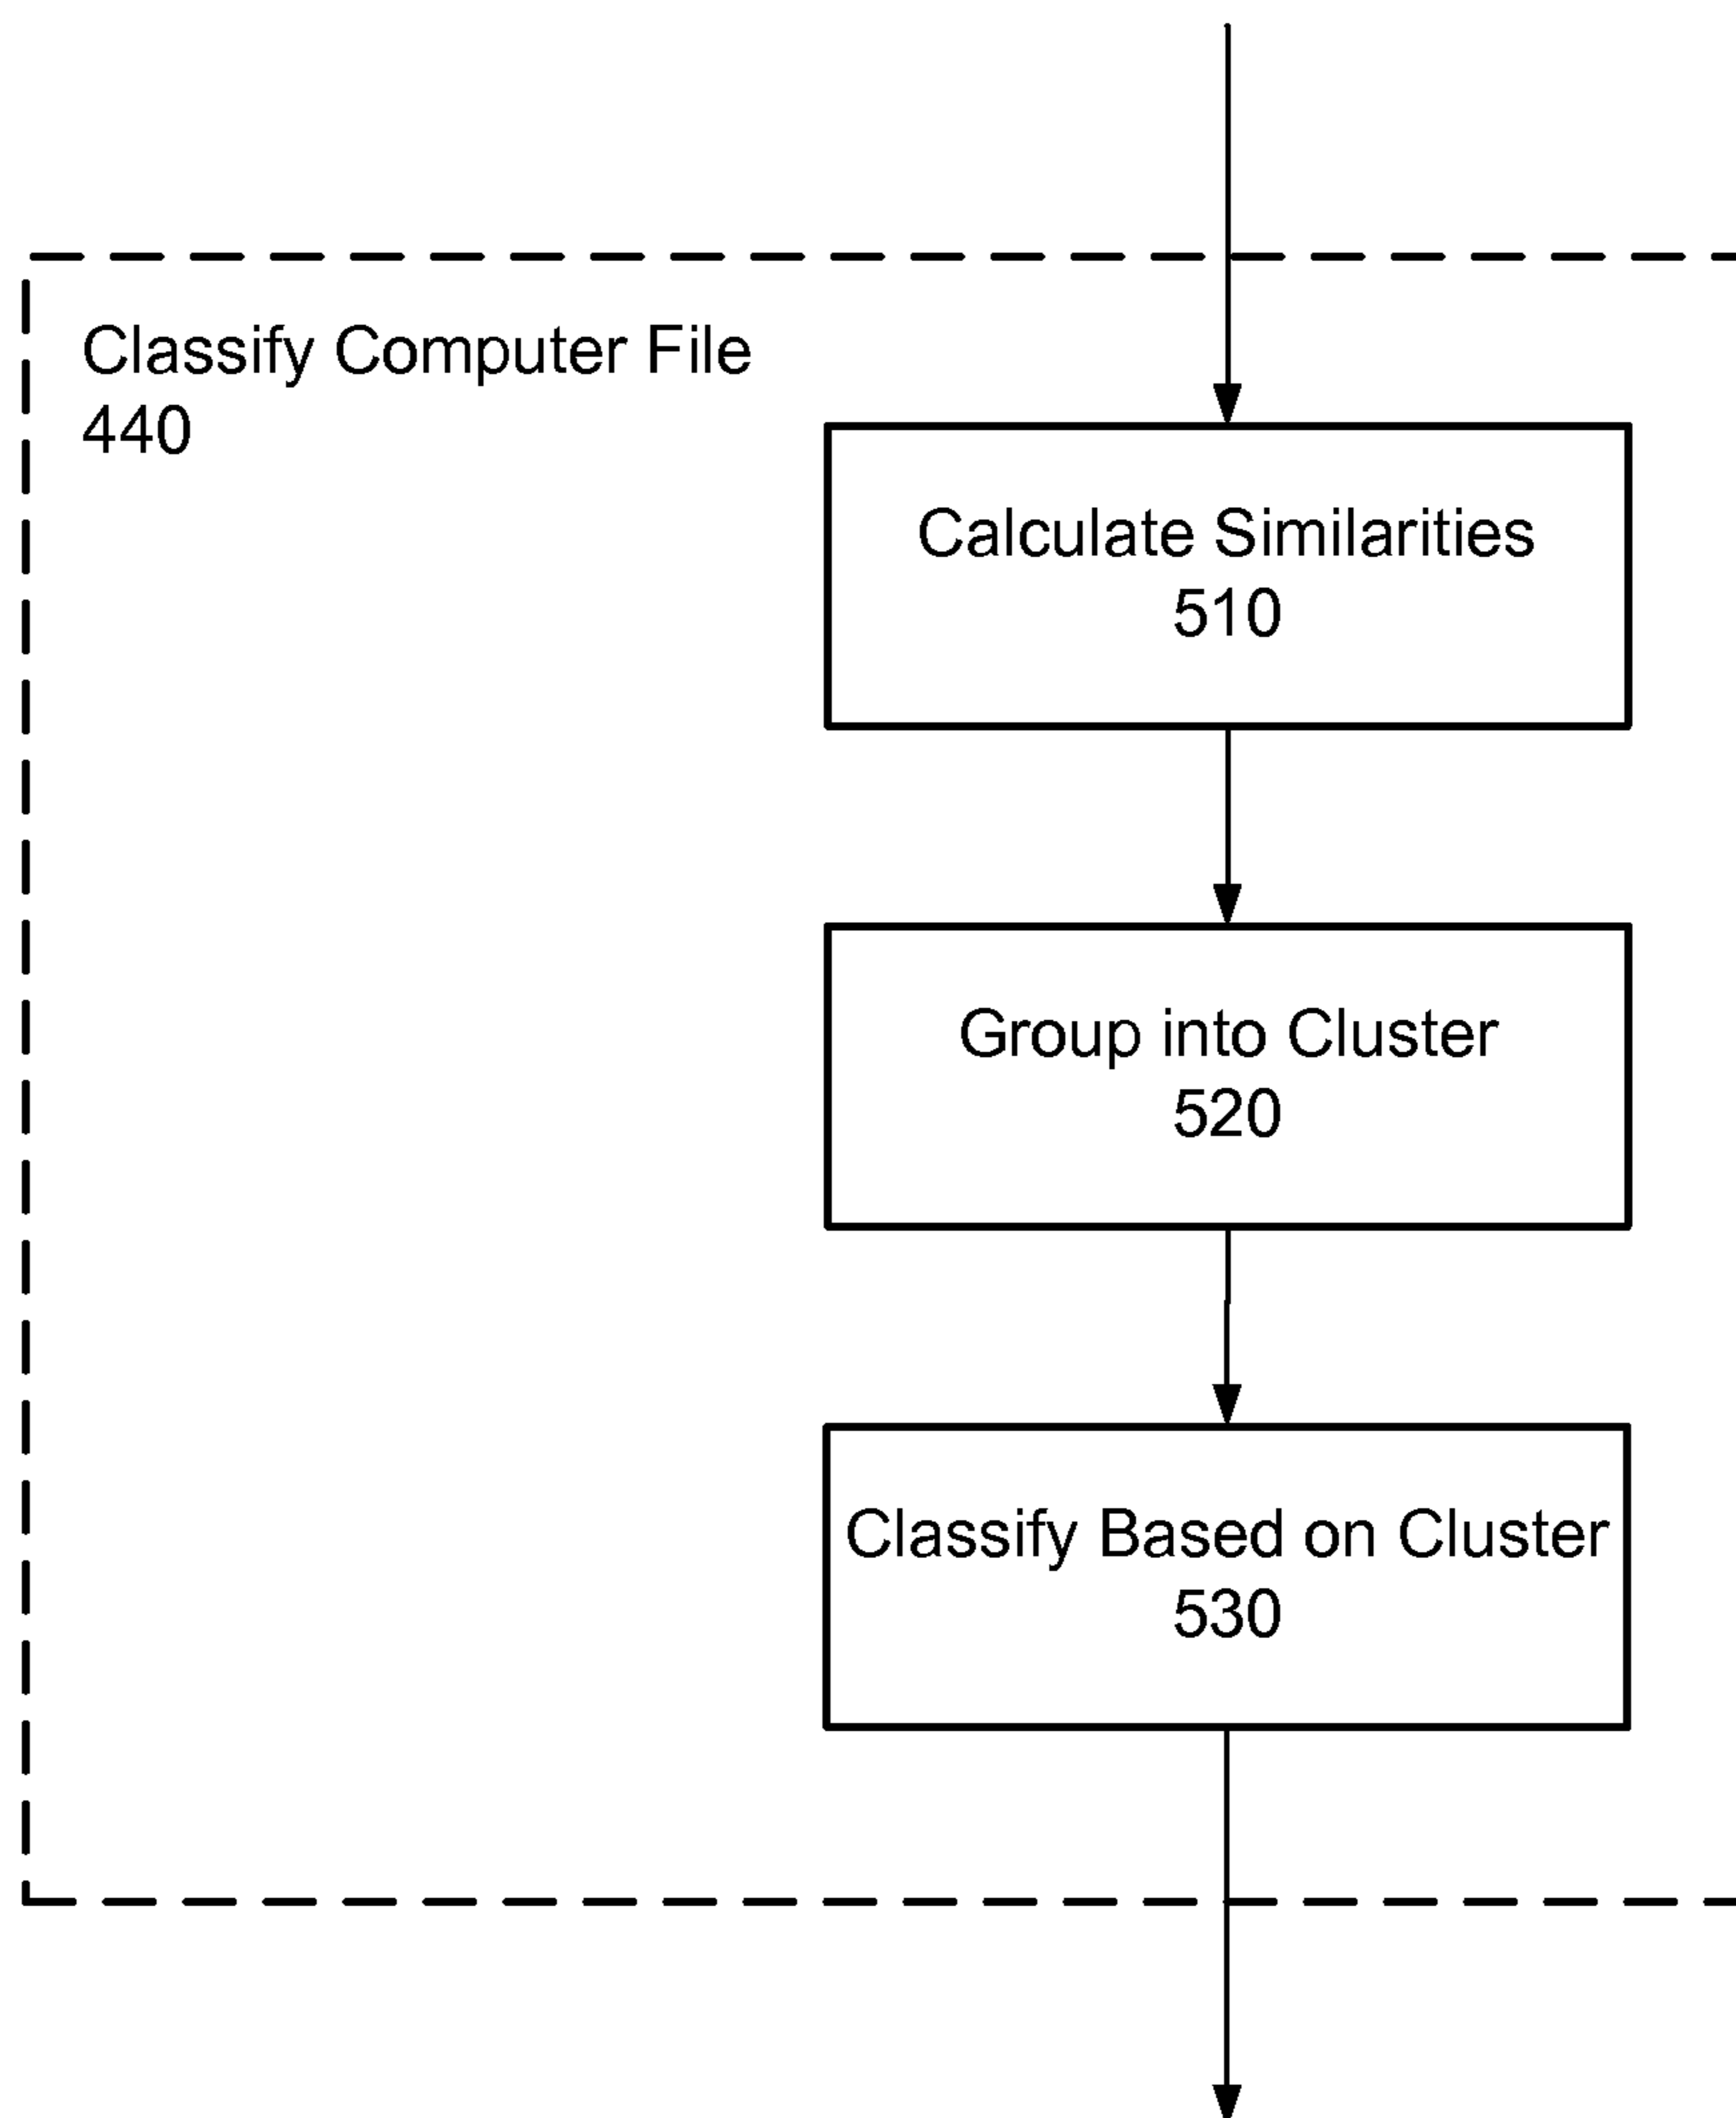 Classify Computer File
440
Calculate Similarities
510
Group into Cluster
520
Classify Based on Cluster
530